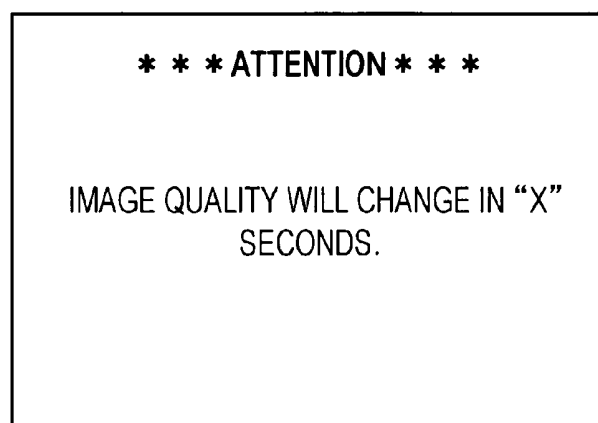 * * * ATTENTION * * *
IMAGE QUALITY WILL CHANGE IN “X”
SECONDS.